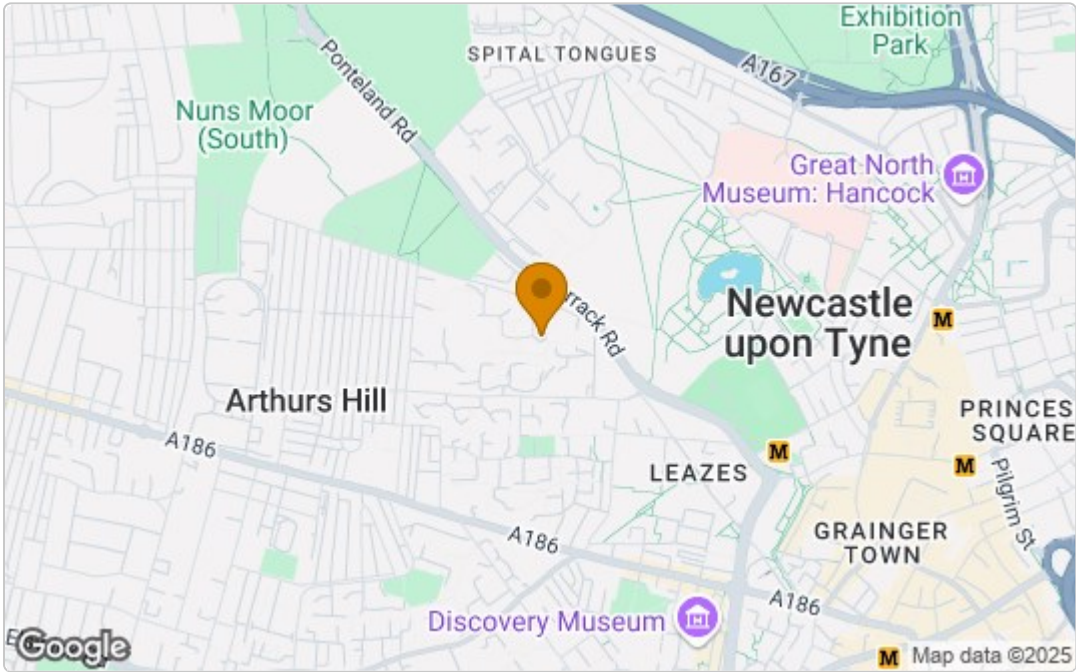 Exhibition
Park
SPITAL TONGUES
A167
Ponteland Rd
Nuns Moor
(South)
Great North
Museum: Hancock
rrack Rd
Newcastle
upon Tyne
M
Arthurs Hill
PRINCES
SQUARE
A186
M
M
LEAZES
Pilgrim St
GRAINGER
TOWN
A186
A186
Discovery Museum
Google
M
Map data ©2025